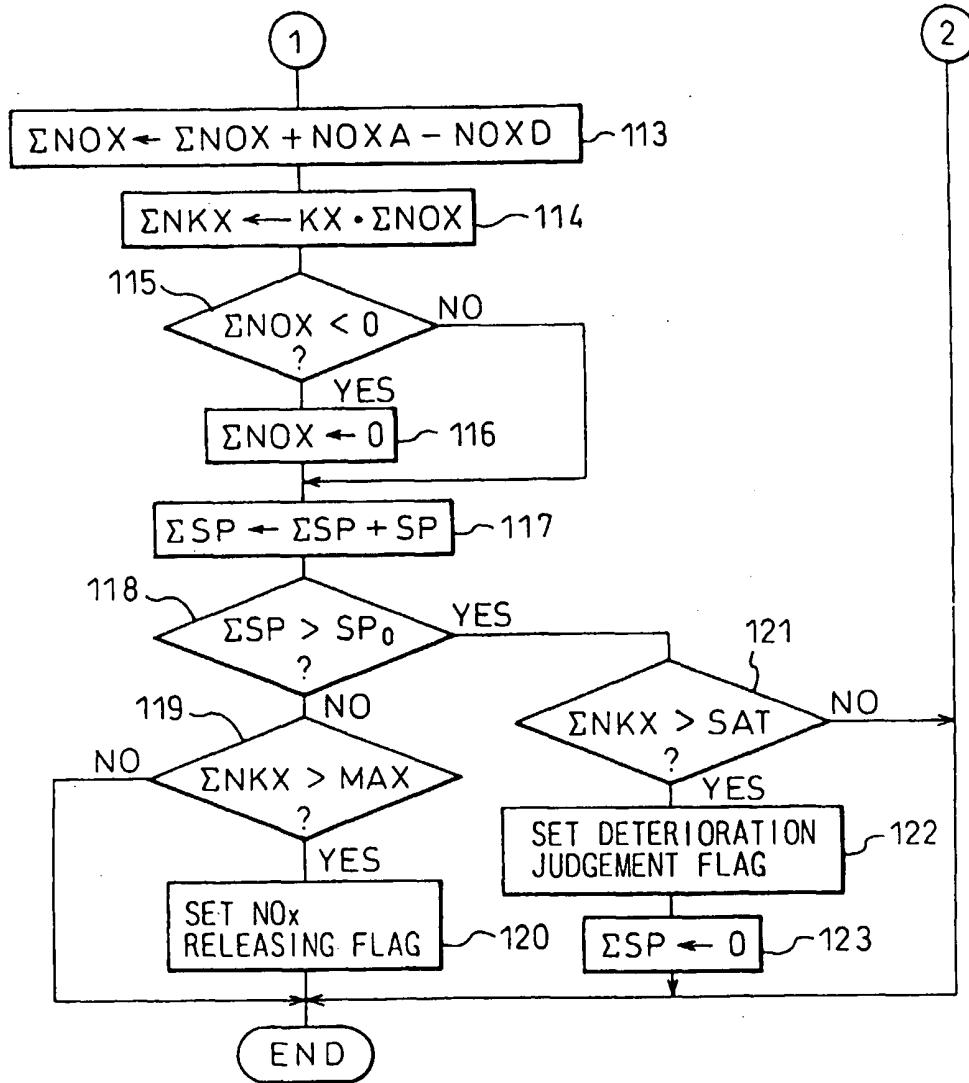 1
2
ΣNOX ← ΣNOX + NOXA − NOXD
113
ΣNKX ← KX · ΣNOX
114
115
ΣNOX < 0
?
NO
YES
ΣNOX ← 0
116
ΣSP ← ΣSP + SP
117
118
ΣSP > SP₀
?
YES
NO
121
ΣNKX > SAT
?
NO
YES
119
NO
ΣNKX > MAX
?
YES
SET DETERIORATION
JUDGEMENT FLAG
122
SET NOx
RELEASING FLAG
120
ΣSP ← 0
123
END